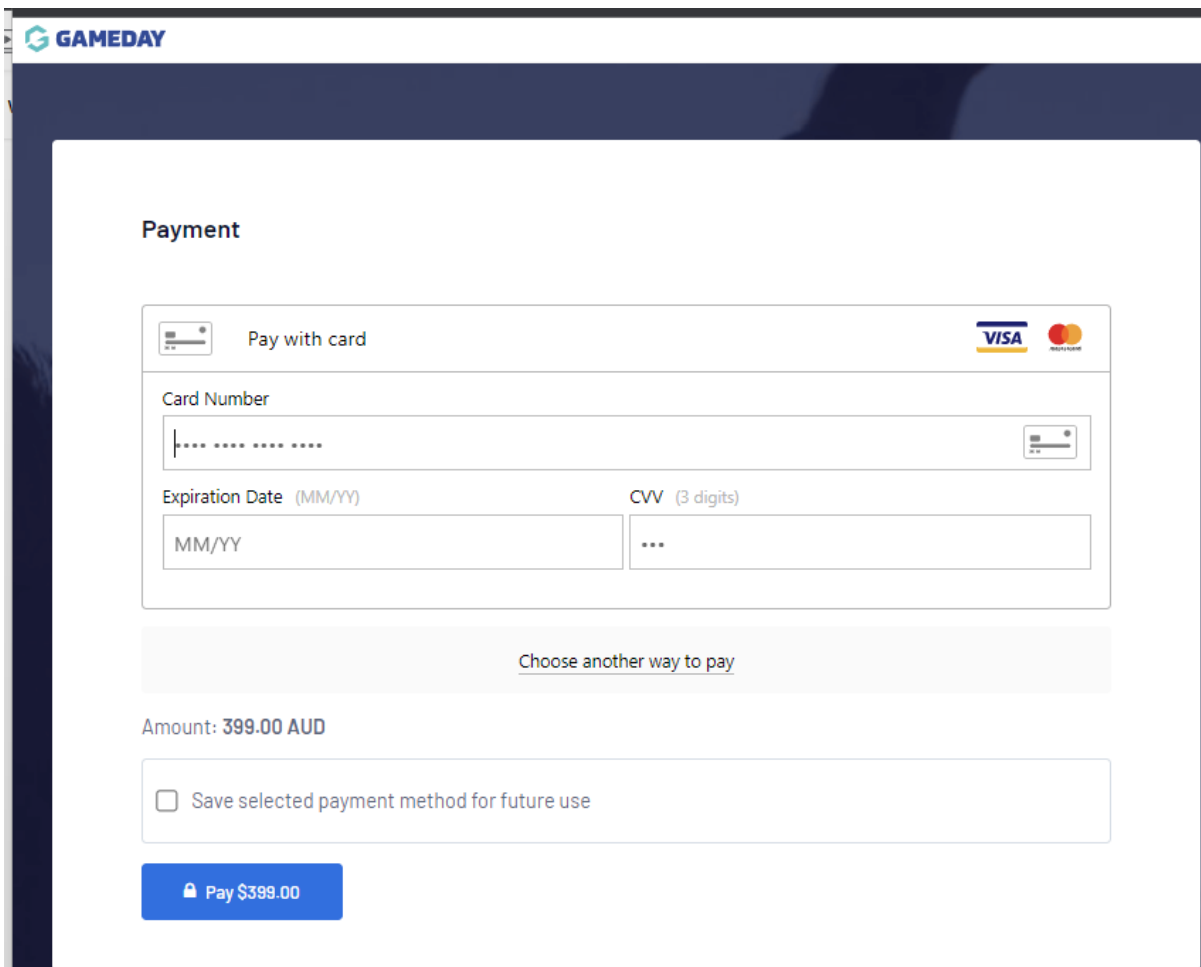 GAMEDAY
Payment
Pay with card
VISA
Card Number
•••• •••• •••• ••••
Expiration Date (MM/YY)
CVV (3 digits)
MM/YY
•••
Choose another way to pay
Amount: 399.00 AUD
Save selected payment method for future use
Pay $399.00